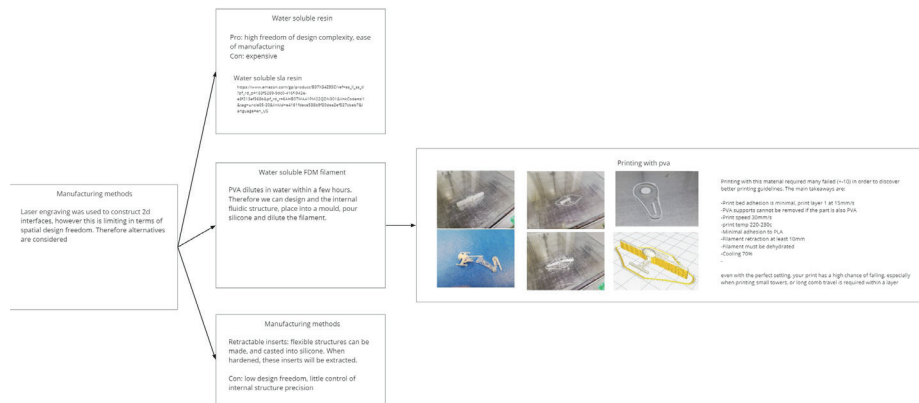 Water soluble resin
Pro: high freedom of design complexity, ease
of manufacturing
Con: expensive
Water soluble sla resin
Manufacturing methods
Laser engraving was used to construct 2d
interfaces, however this is limiting in terms of
spatial design freedom. Therefore alternatives
are considered
Water soluble FDM filament
PVA dilutes in water within a few hours.
Therefore we can design and the internal
fluidic structure, place into a mould, pour
silicone and dilute the filament.
Printing with pva
Printing with this material required many failed (+-10) in order to discover
better printing guidelines. The main takeaways are:
-Print bed adhesion is minimal, print layer 1 at 15mm/s
-PVA supports cannot be removed if the part is also PVA
-Print speed 30mm/s
-print temp 220-230c
-Minimal adhesion to PLA
-Filament retraction at least 10mm
-Filament must be dehydrated
-Cooling 70%
-
even with the perfect setting, your print has a high chance of failing, especially
when printing small towers, or long comb travel is required within a layer
Manufacturing methods
Retractable inserts: flexible structures can be
made, and casted into silicone. When
hardened, these inserts will be extracted.
Con: low design freedom, little control of
internal structure precision